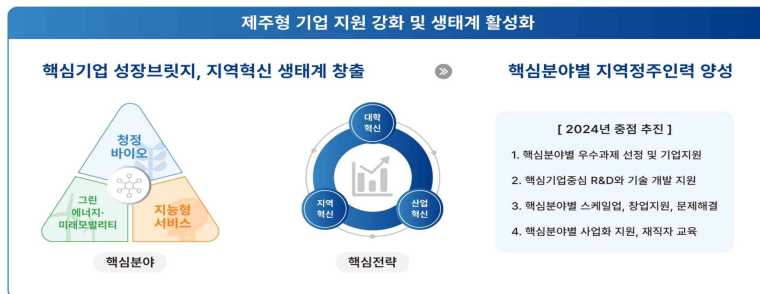 제주형 기업 지원 강화 및 생태계 활성화
핵심기업 성장브릿지, 지역혁신 생태계 창출
핵심분야별 지역정주인력 양성
청정
바이오
그린
에너지·
미래모빌리티
지능형
서비스
핵심분야
대학
혁신
지역
혁신
산업
혁신
핵심전략
[ 2024년 중점 추진 ]
1. 핵심분야별 우수과제 선정 및 기업지원
2. 핵심기업중심 R&D와 기술 개발 지원
3. 핵심분야별 스케일업, 창업지원, 문제해결
4. 핵심분야별 사업화 지원, 재직자 교육